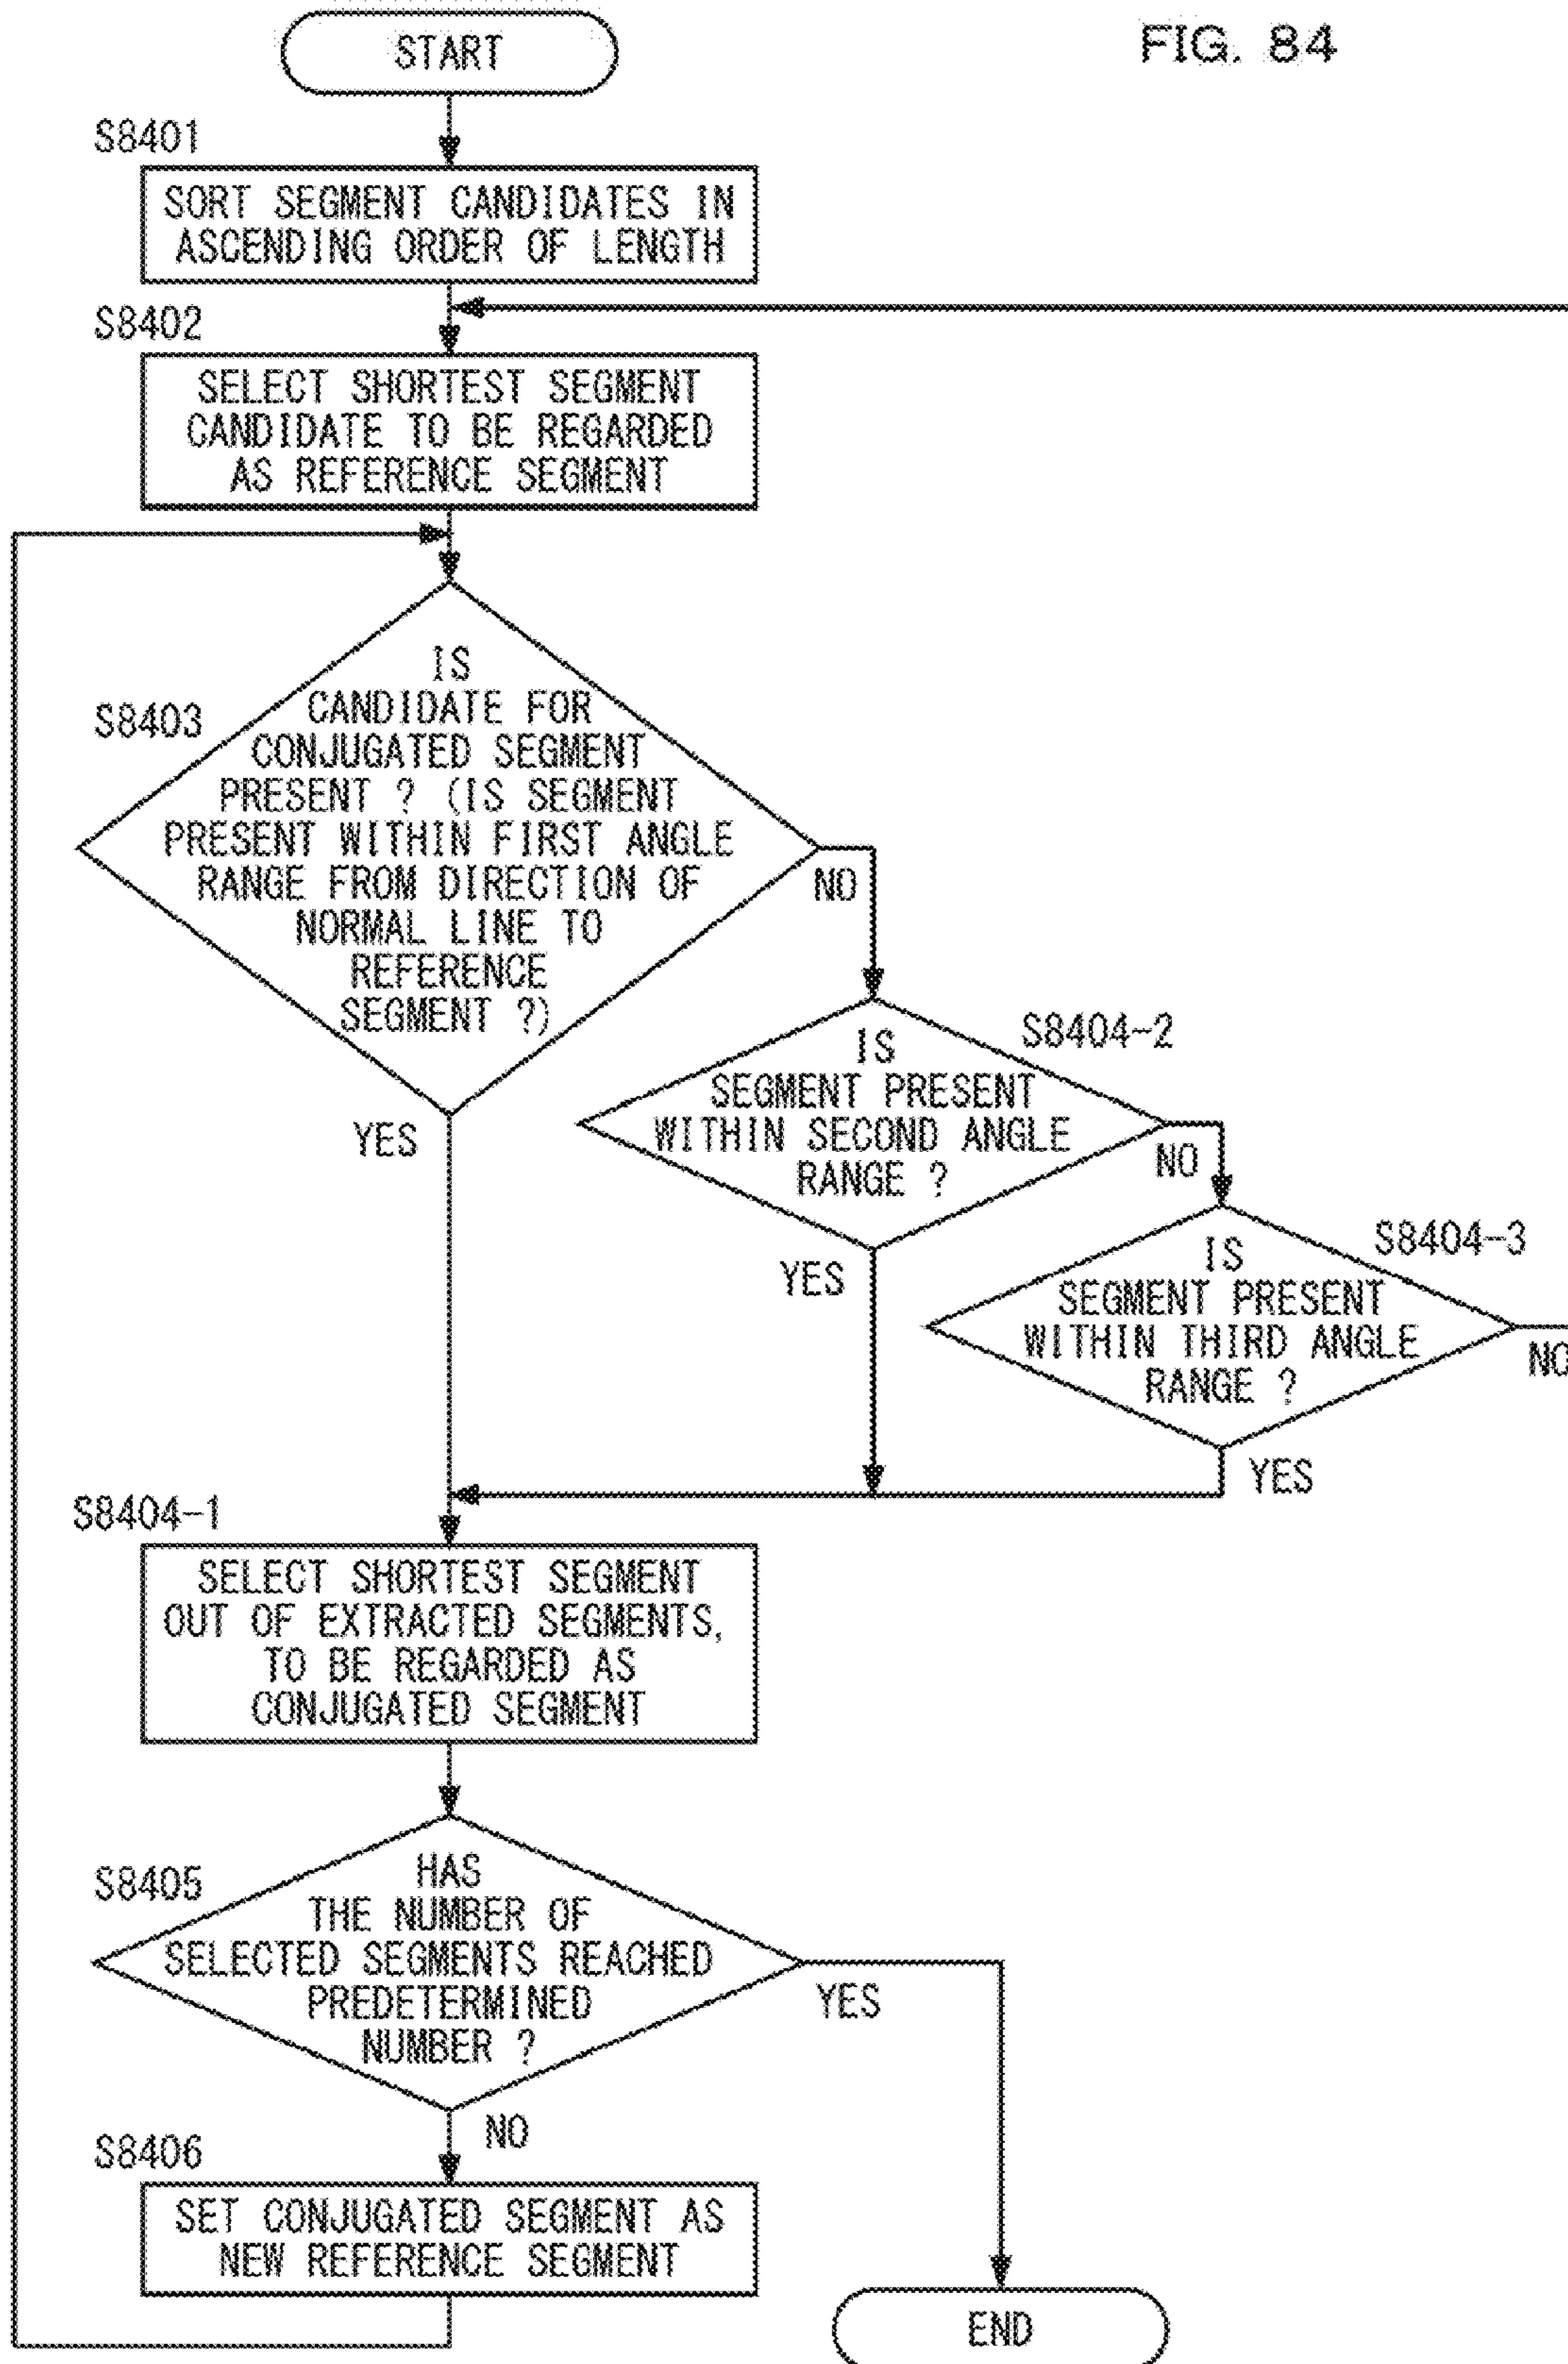 FIG. 84
START
S8401
SORT SEGMENT CANDIDATES IN
ASCENDING ORDER OF LENGTH
S8402
SELECT SHORTEST SEGMENT
CANDIDATE TO BE REGARDED
AS REFERENCE SEGMENT
S8403
IS
CANDIDATE FOR
CONJUGATED SEGMENT
PRESENT ? (IS SEGMENT
PRESENT WITHIN FIRST ANGLE
RANGE FROM DIRECTION OF
NORMAL LINE TO
REFERENCE
SEGMENT ?)
NO
YES
S8404-2
IS
SEGMENT PRESENT
WITHIN SECOND ANGLE
RANGE ?
NO
YES
S8404-3
IS
SEGMENT PRESENT
WITHIN THIRD ANGLE
RANGE ?
NO
YES
S8404-1
SELECT SHORTEST SEGMENT
OUT OF EXTRACTED SEGMENTS,
TO BE REGARDED AS
CONJUGATED SEGMENT
S8405
HAS
THE NUMBER OF
SELECTED SEGMENTS REACHED
PREDETERMINED
NUMBER ?
YES
NO
S8406
SET CONJUGATED SEGMENT AS
NEW REFERENCE SEGMENT
END